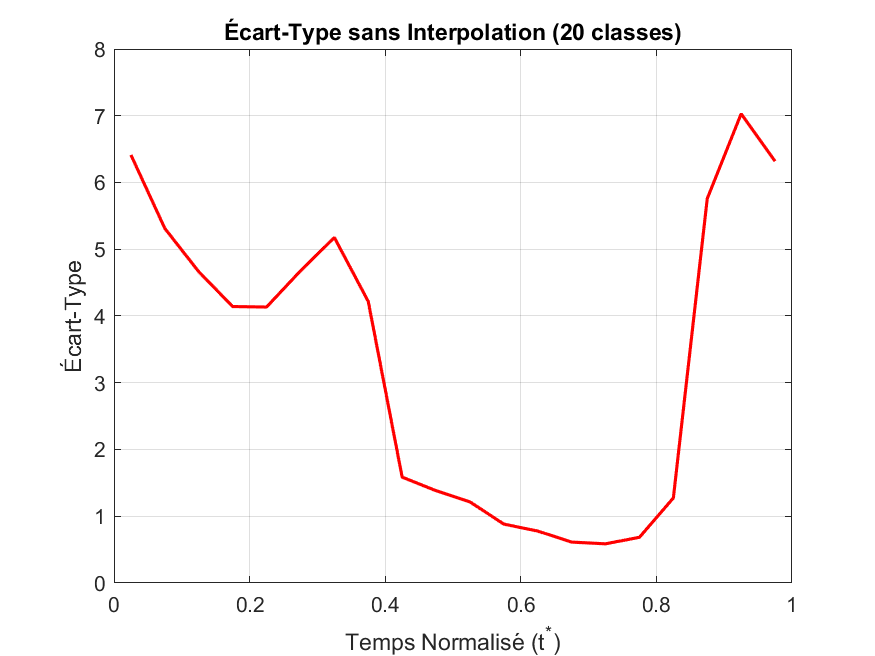 Écart-Type sans Interpolation (20 classes)
8
7
6
5
4
3
2
1
0
Écart-Type
0 0.2 0.4 0.6 0.8 1
Temps Normalisé (t*)